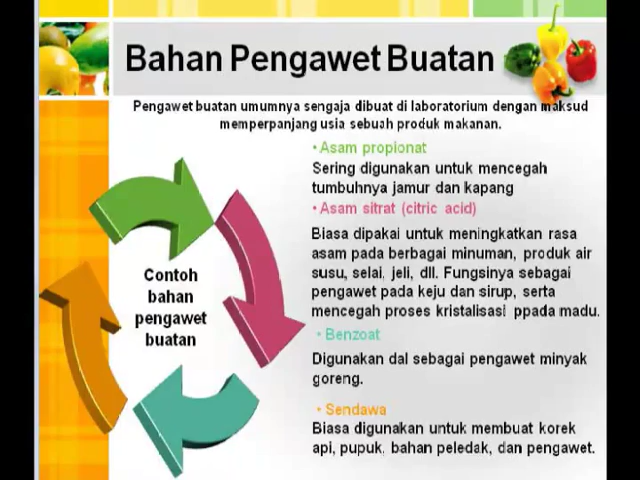 Bahan Pengawet Buatan
Pengawet buatan umumnya sengaja dibuat di laboratorium dengan maksud
memperpanjang usia sebuah produk makanan.
• Asam propionat
Sering digunakan untuk mencegah
tumbuhnya jamur dan kapang
• Asam sitrat (citric acid)
Biasa dipakai untuk meningkatkan rasa
asam pada berbagai minuman, produk air
susu, selai, jeli, dll. Fungsinya sebagai
pengawet pada keju dan sirup, serta
mencegah proses kristalisasi ppada madu.
• Benzoat
Digunakan dal sebagai pengawet minyak
goreng.
• Sendawa
Biasa digunakan untuk membuat korek
api, pupuk, bahan peledak, dan pengawet.
Contoh
bahan
pengawet
buatan